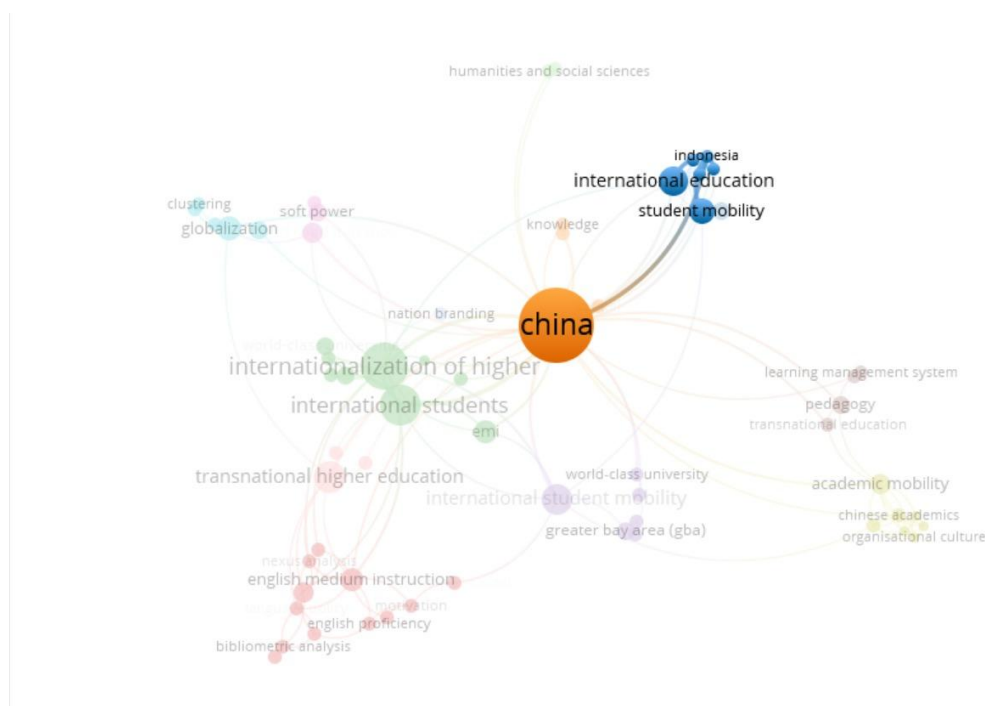 humanities and social sciences
indonesia
international education
student mobility
clustering
soft power
globalization
knowledge
nation branding
china
internationalization of higher
learning management system
international students
pedagogy
transnational education
emi
transnational higher education
world-class university
academic mobility
international student mobility
chinese academics
greater bay area (gba)
organisational culture
nexus analysis
english medium instruction
motivation
english proficiency
bibliometric analysis